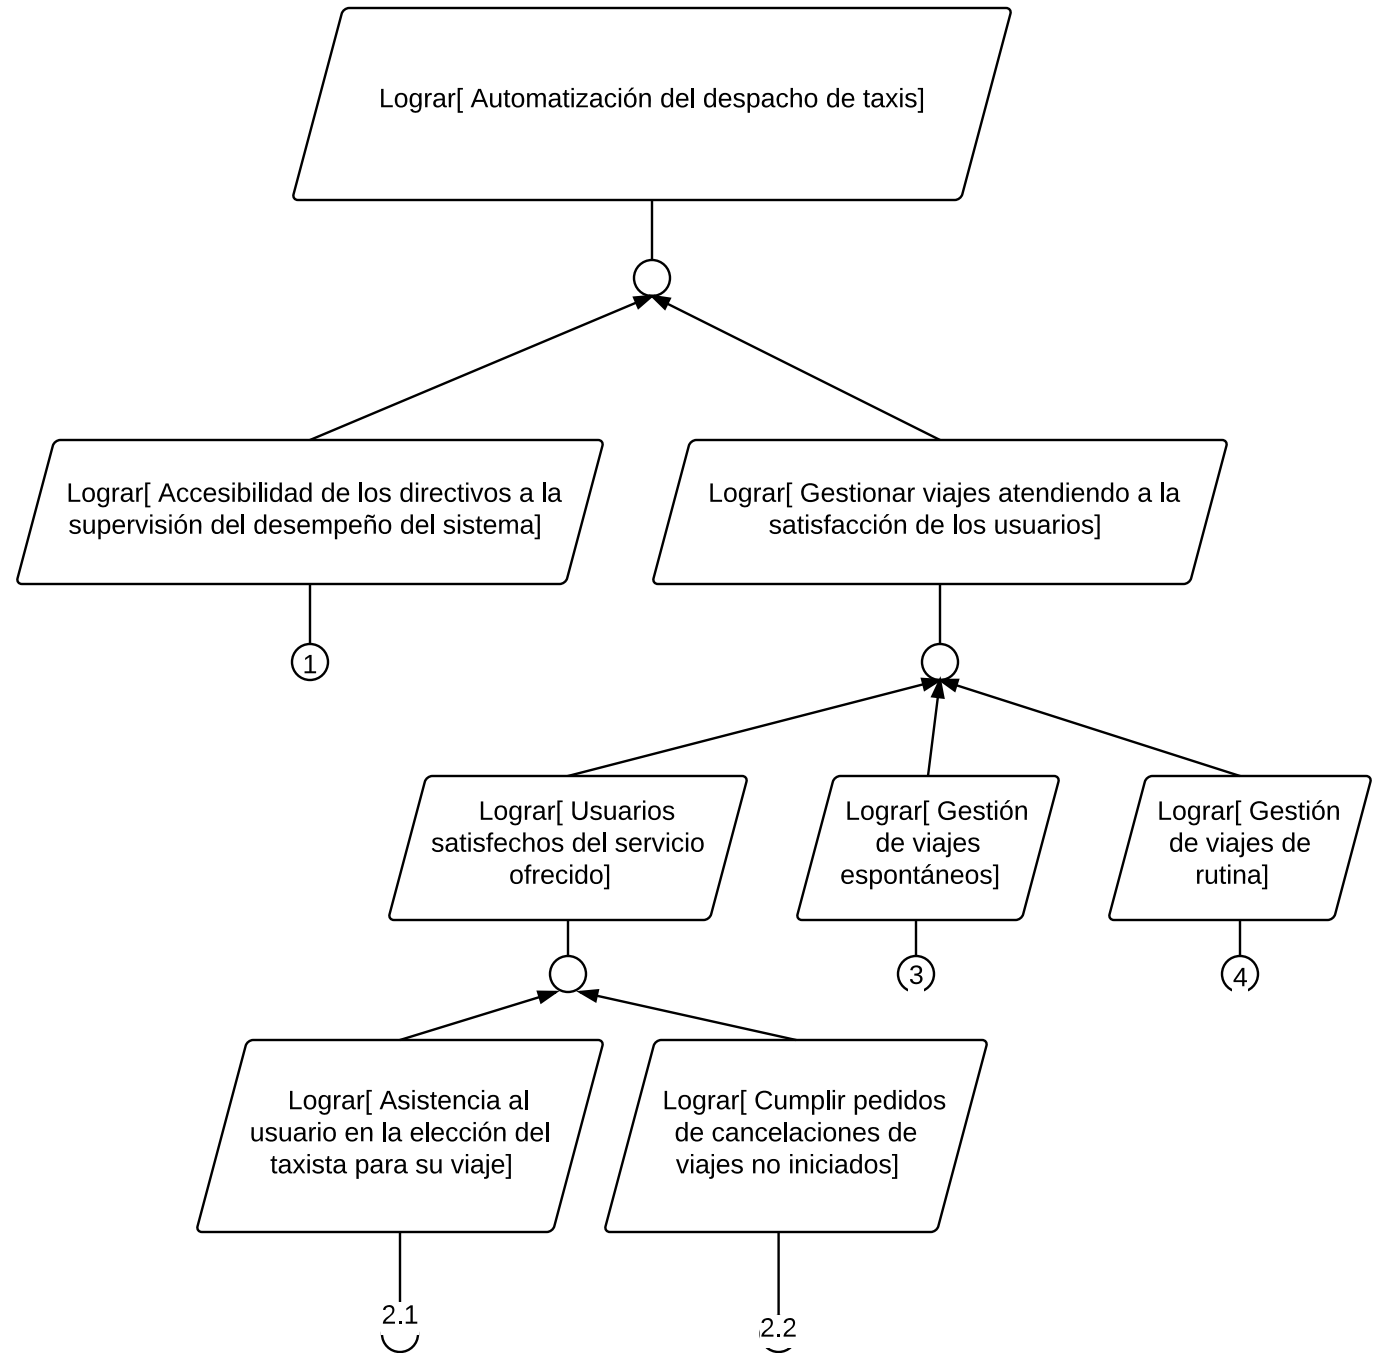 Lograr[ Automatización del despacho de taxis]
Lograr[ Accesibilidad de los directivos a la
supervisión del desempeño del sistema]
Lograr[ Gestionar viajes atendiendo a la
satisfacción de los usuarios]
1
Lograr[ Usuarios
satisfechos del servicio
ofrecido]
Lograr[ Gestión
de viajes
espontáneos]
Lograr[ Gestión
de viajes de
rutina]
3
4
Lograr[ Asistencia al
usuario en la elección del
taxista para su viaje]
Lograr[ Cumplir pedidos
de cancelaciones de
viajes no iniciados]
2.1
2.2